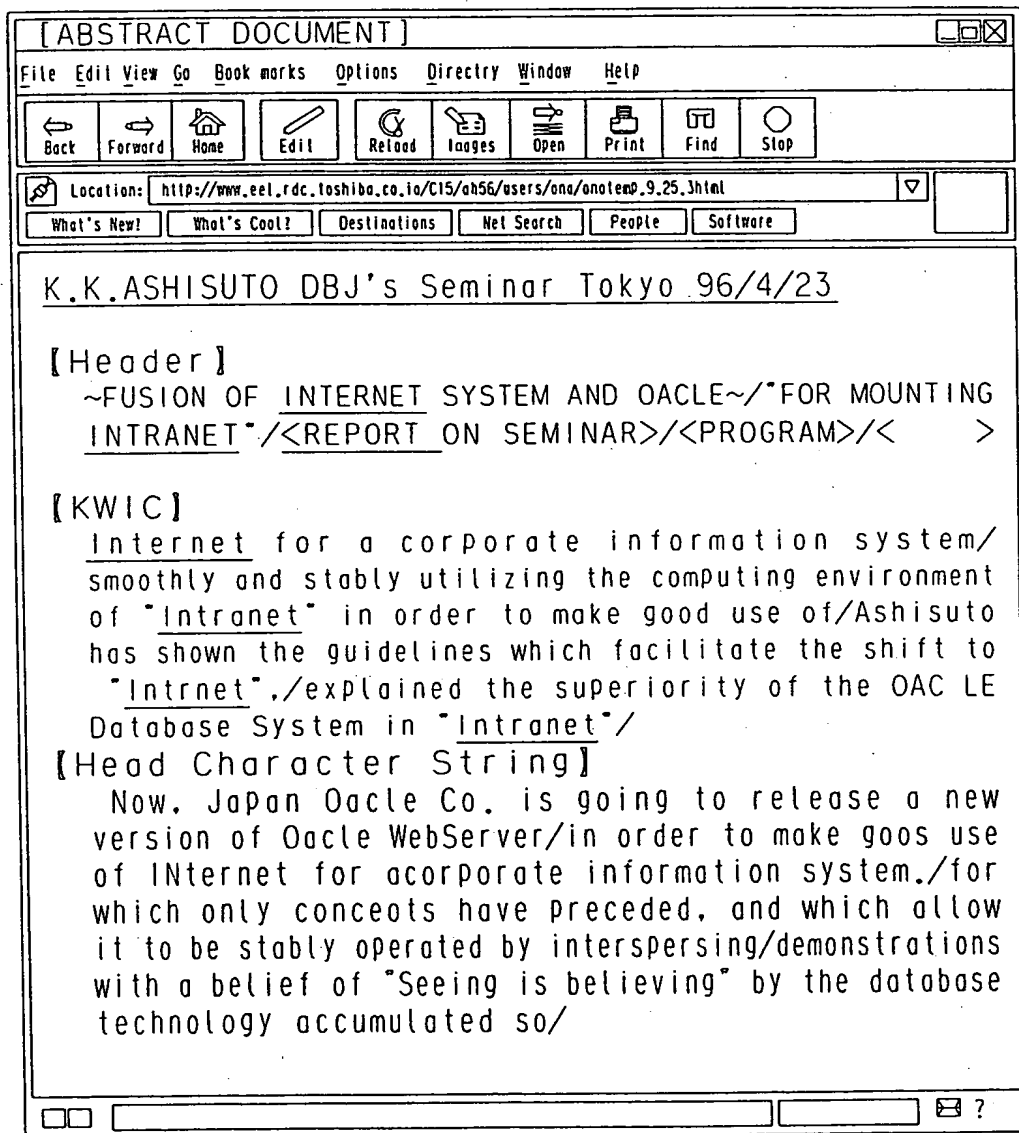 [ABSTRACT DOCUMENT]
File Edit View Go Book marks Options Directry Window Help
Back Forward Home Edit Reload Images Open Print Find Stop
Location: http://www.eel.rdc.toshiba.co.io/C15/ah56/users/ona/onotemp.9.25.3html
What's New! What's Cool? Destinations Net Search People Software
K.K.ASHISUTO DBJ's Seminar Tokyo 96/4/23
【Header】
~FUSION OF INTERNET SYSTEM AND OACLE~/"FOR MOUNTING
INTRANET"/<REPORT ON SEMINAR>/<PROGRAM>/< >
【KWIC】
Internet for a corporate information system/
smoothly and stably utilizing the computing environment
of "Intranet" in order to make good use of/Ashisuto
has shown the guidelines which facilitate the shift to
"Intrnet",/explained the superiority of the OAC LE
Database System in "Intranet"/
【Head Character String】
Now, Japan Oacle Co. is going to release a new
version of Oacle WebServer/in order to make goos use
of INternet for acorporate information system./for
which only conceots have preceded, and which allow
it to be stably operated by interspersing/demonstrations
with a belief of "Seeing is believing" by the database
technology accumulated so/
?